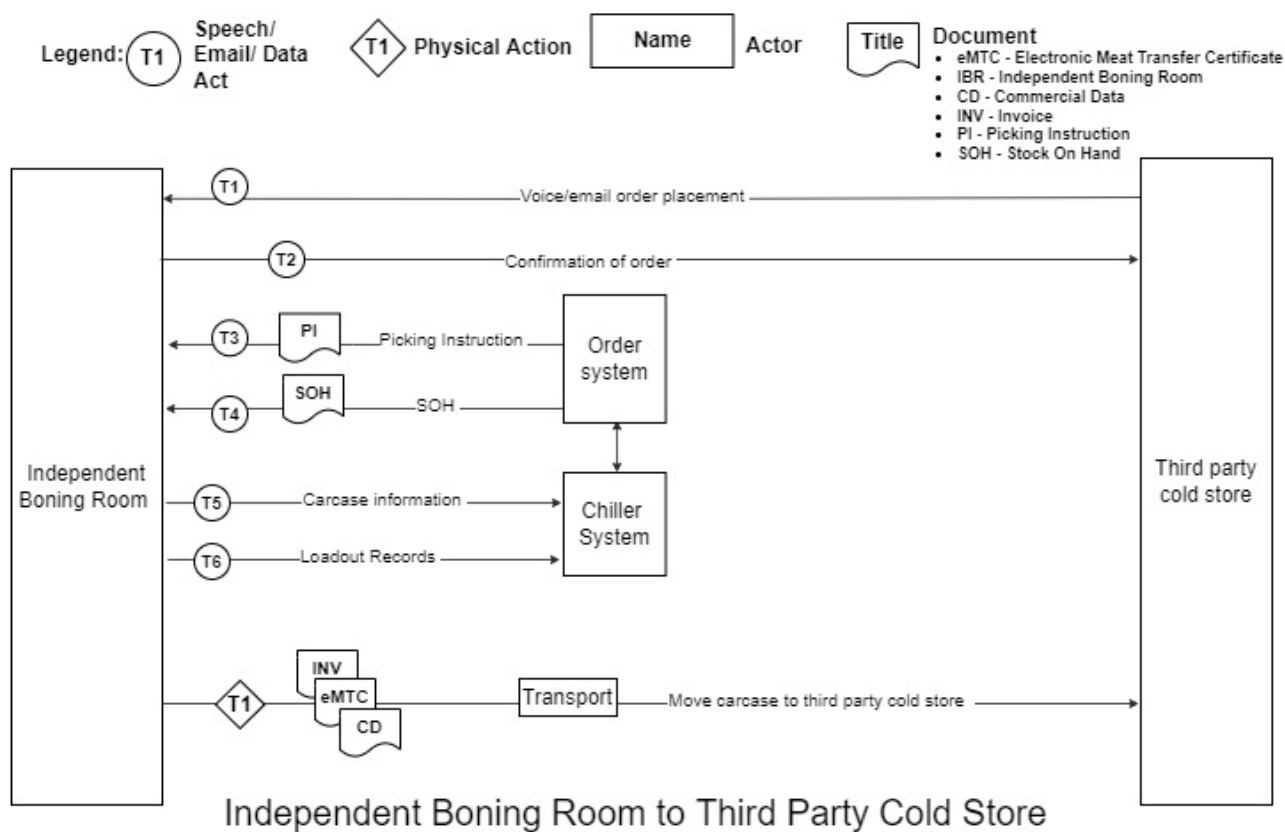 Legend:
T1
Speech/
Email/ Data
Act
T1
Physical Action
Name
Actor
Title
Document
• eMTC - Electronic Meat Transfer Certificate
• IBR - Independent Boning Room
• CD - Commercial Data
• INV - Invoice
• PI - Picking Instruction
• SOH - Stock On Hand
T1
Voice/email order placement
T2
Confirmation of order
T3
PI
Picking Instruction
Order
system
T4
SOH
SOH
Independent
Boning Room
Third party
cold store
T5
Carcase information
Chiller
System
T6
Loadout Records
T1
INV
eMTC
CD
Transport
Move carcase to third party cold store
Independent Boning Room to Third Party Cold Store